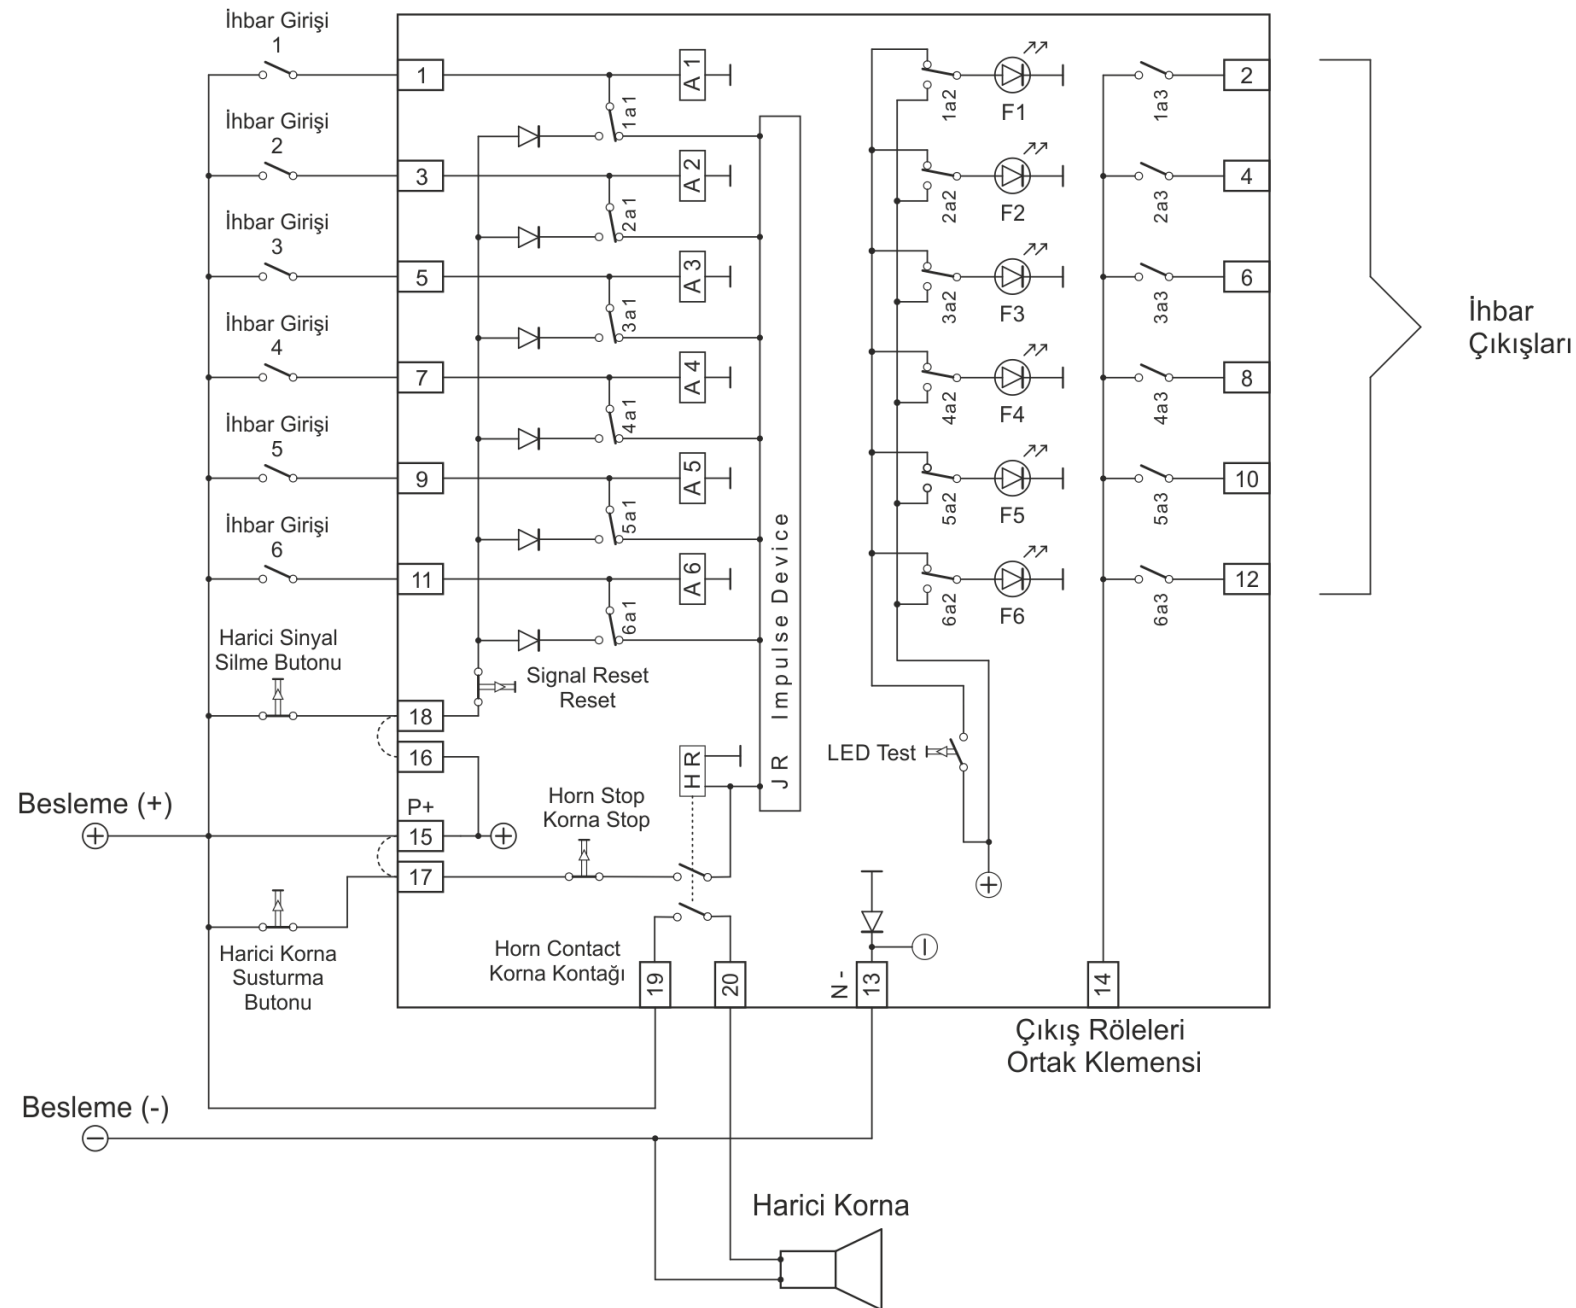 İhbar Girişi
1
1
A 1
1a1
1a2
F1
1a3
2
İhbar Girişi
2
3
A 2
2a1
2a2
F2
2a3
4
İhbar Girişi
3
5
A 3
3a1
3a2
F3
3a3
6
İhbar Girişi
4
7
A 4
4a1
4a2
F4
4a3
8
İhbar Girişi
5
9
A 5
5a1
5a2
F5
5a3
10
İhbar Girişi
6
11
A 6
6a1
6a2
F6
6a3
12
İhbar
Çıkışları
JR Impulse Device
Harici Sinyal
Silme Butonu
18
16
Signal Reset
Reset
LED Test
HR
Besleme (+)
P+
15
17
Horn Stop
Korna Stop
Harici Korna
Susturma
Butonu
Horn Contact
Korna Kontağı
19
20
N -
13
14
Çıkış Röleleri
Ortak Klemensi
Besleme (-)
Harici Korna